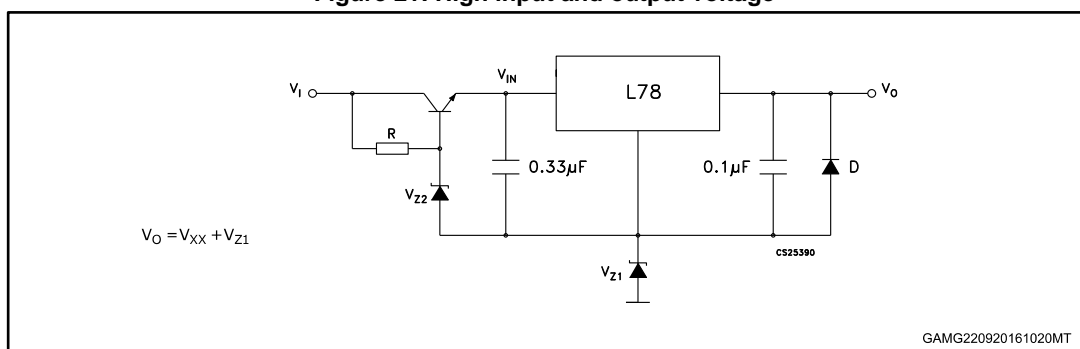 Figure 21. High input and output voltage
V_I
V_IN
L78
V_O
R
0.33µF
0.1µF
D
V_Z2
V_O = V_XX + V_Z1
CS25390
V_Z1
GAMG220920161020MT